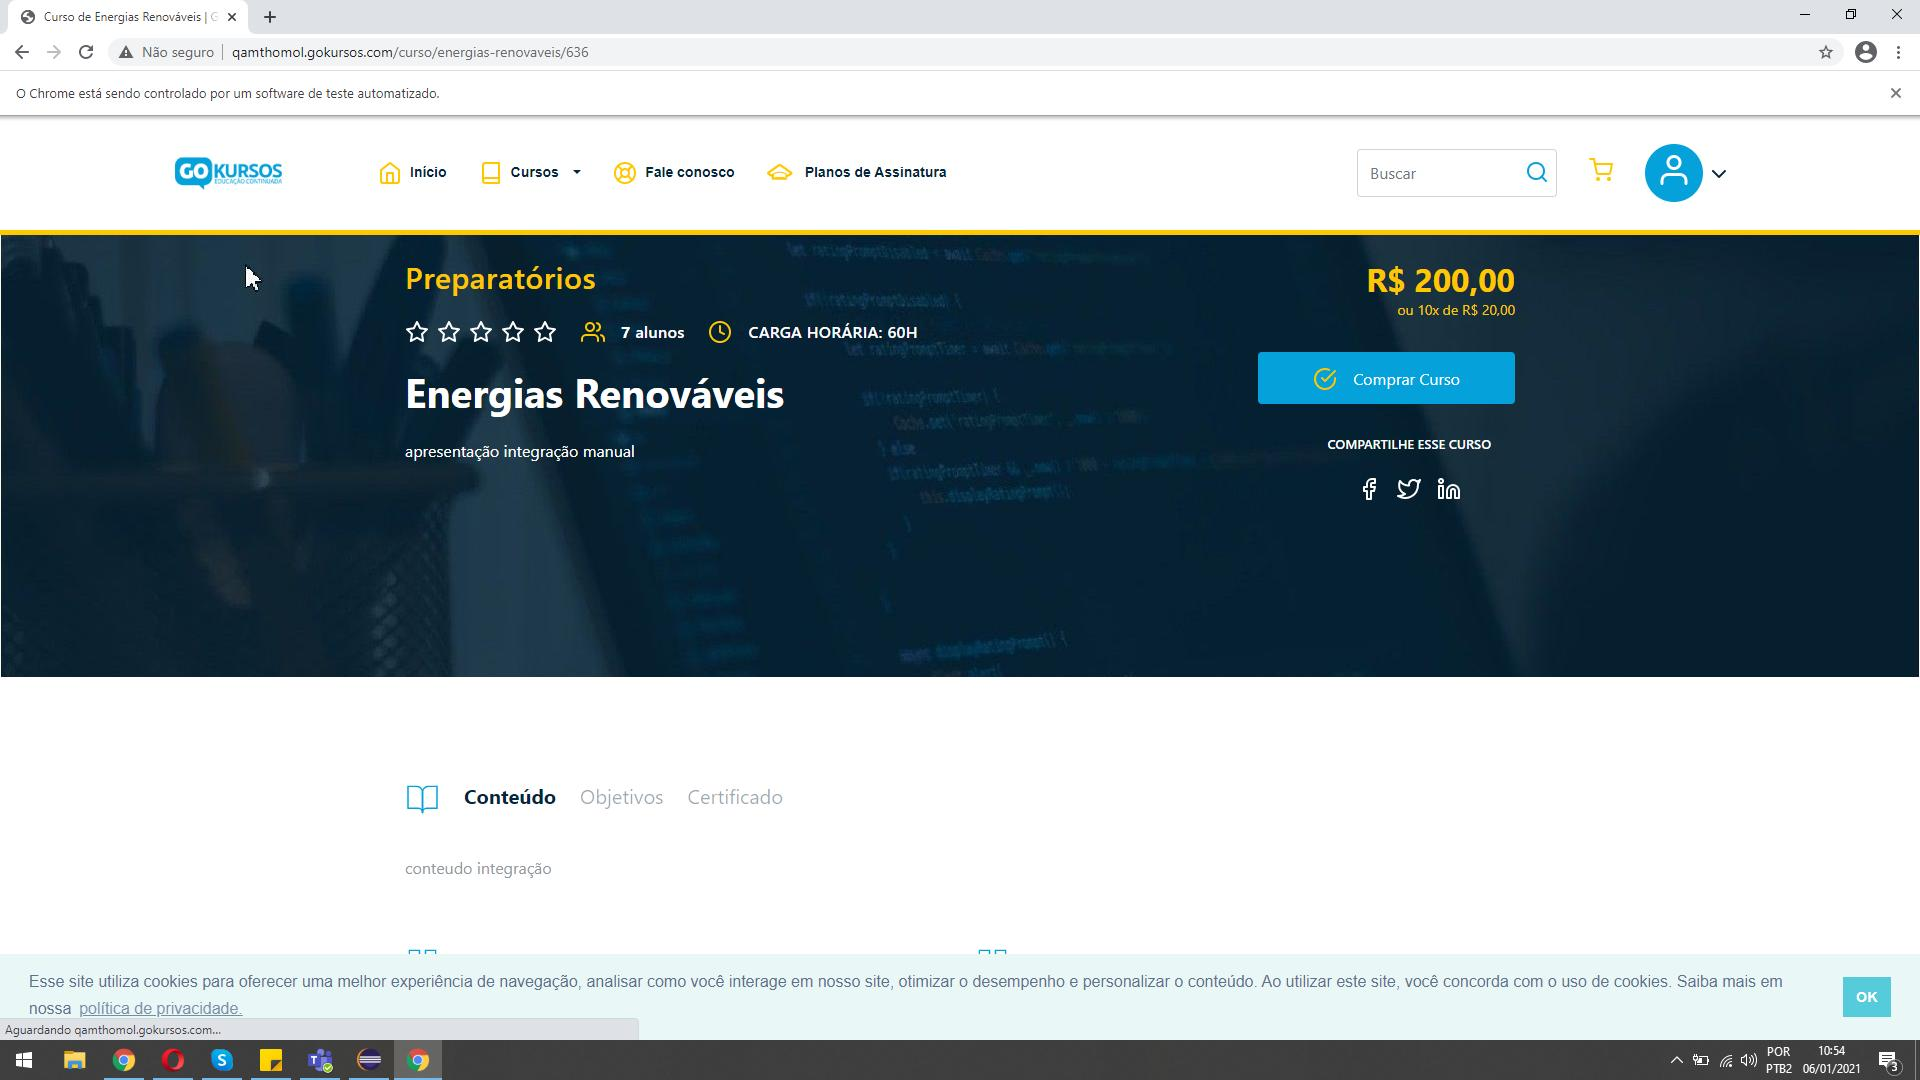 Curso de Energias Renováveis | G
Não seguro
qamthomol.gokursos.com/curso/energias-renovaveis/636
O Chrome está sendo controlado por um software de teste automatizado.
GO KURSOS
EDUCAÇÃO CONTINUADA
Início
Cursos
Fale conosco
Planos de Assinatura
Buscar
Preparatórios
R$ 200,00
ou 10x de R$ 20,00
7 alunos
CARGA HORÁRIA: 60H
Energias Renováveis
Comprar Curso
apresentação integração manual
COMPARTILHE ESSE CURSO
Conteúdo
Objetivos
Certificado
conteudo integração
Esse site utiliza cookies para oferecer uma melhor experiência de navegação, analisar como você interage em nosso site, otimizar o desempenho e personalizar o conteúdo. Ao utilizar este site, você concorda com o uso de cookies. Saiba mais em
nossa política de privacidade.
OK
Aguardando qamthomol.gokursos.com...
POR
PTB2
10:54
06/01/2021
3